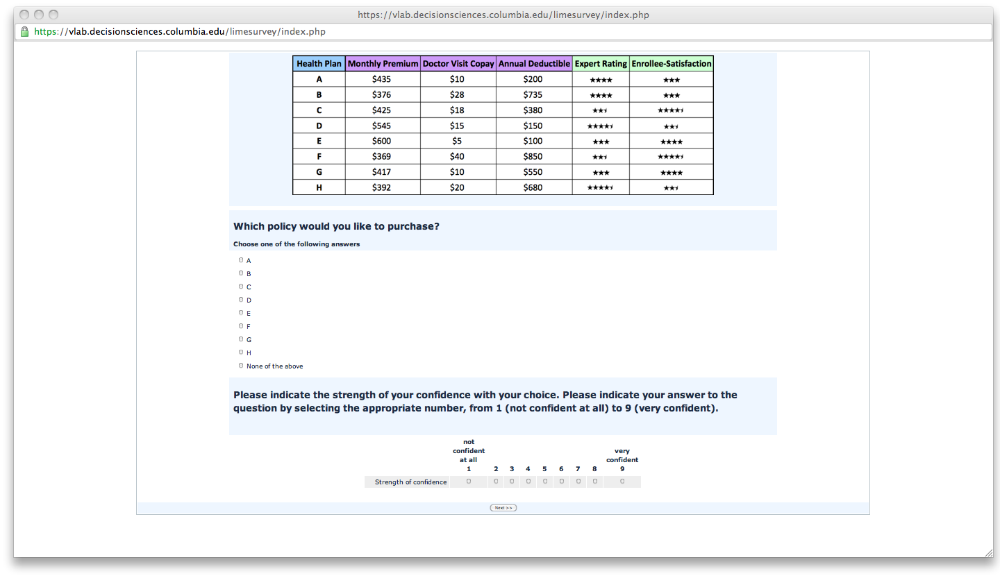 https://vlab.decisionsciences.columbia.edu/limesurvey/index.php
https://vlab.decisionsciences.columbia.edu/limesurvey/index.php
Health Plan Monthly Premium Doctor Visit Copay Annual Deductible Expert Rating Enrollee-Satisfaction
A $435 $10 $200 ★★★★ ★★★
B $376 $28 $735 ★★★★ ★★★
C $425 $18 $380 ★★⯨ ★★★★⯨
D $545 $15 $150 ★★★★⯨ ★★⯨
E $600 $5 $100 ★★★ ★★★★
F $369 $40 $850 ★★⯨ ★★★★⯨
G $417 $10 $550 ★★★ ★★★★
H $392 $20 $680 ★★★★⯨ ★★⯨
Which policy would you like to purchase?
Choose one of the following answers
A
B
C
D
E
F
G
H
None of the above
Please indicate the strength of your confidence with your choice. Please indicate your answer to the
question by selecting the appropriate number, from 1 (not confident at all) to 9 (very confident).
not
confident very
at all confident
1 2 3 4 5 6 7 8 9
Strength of confidence
Next >>